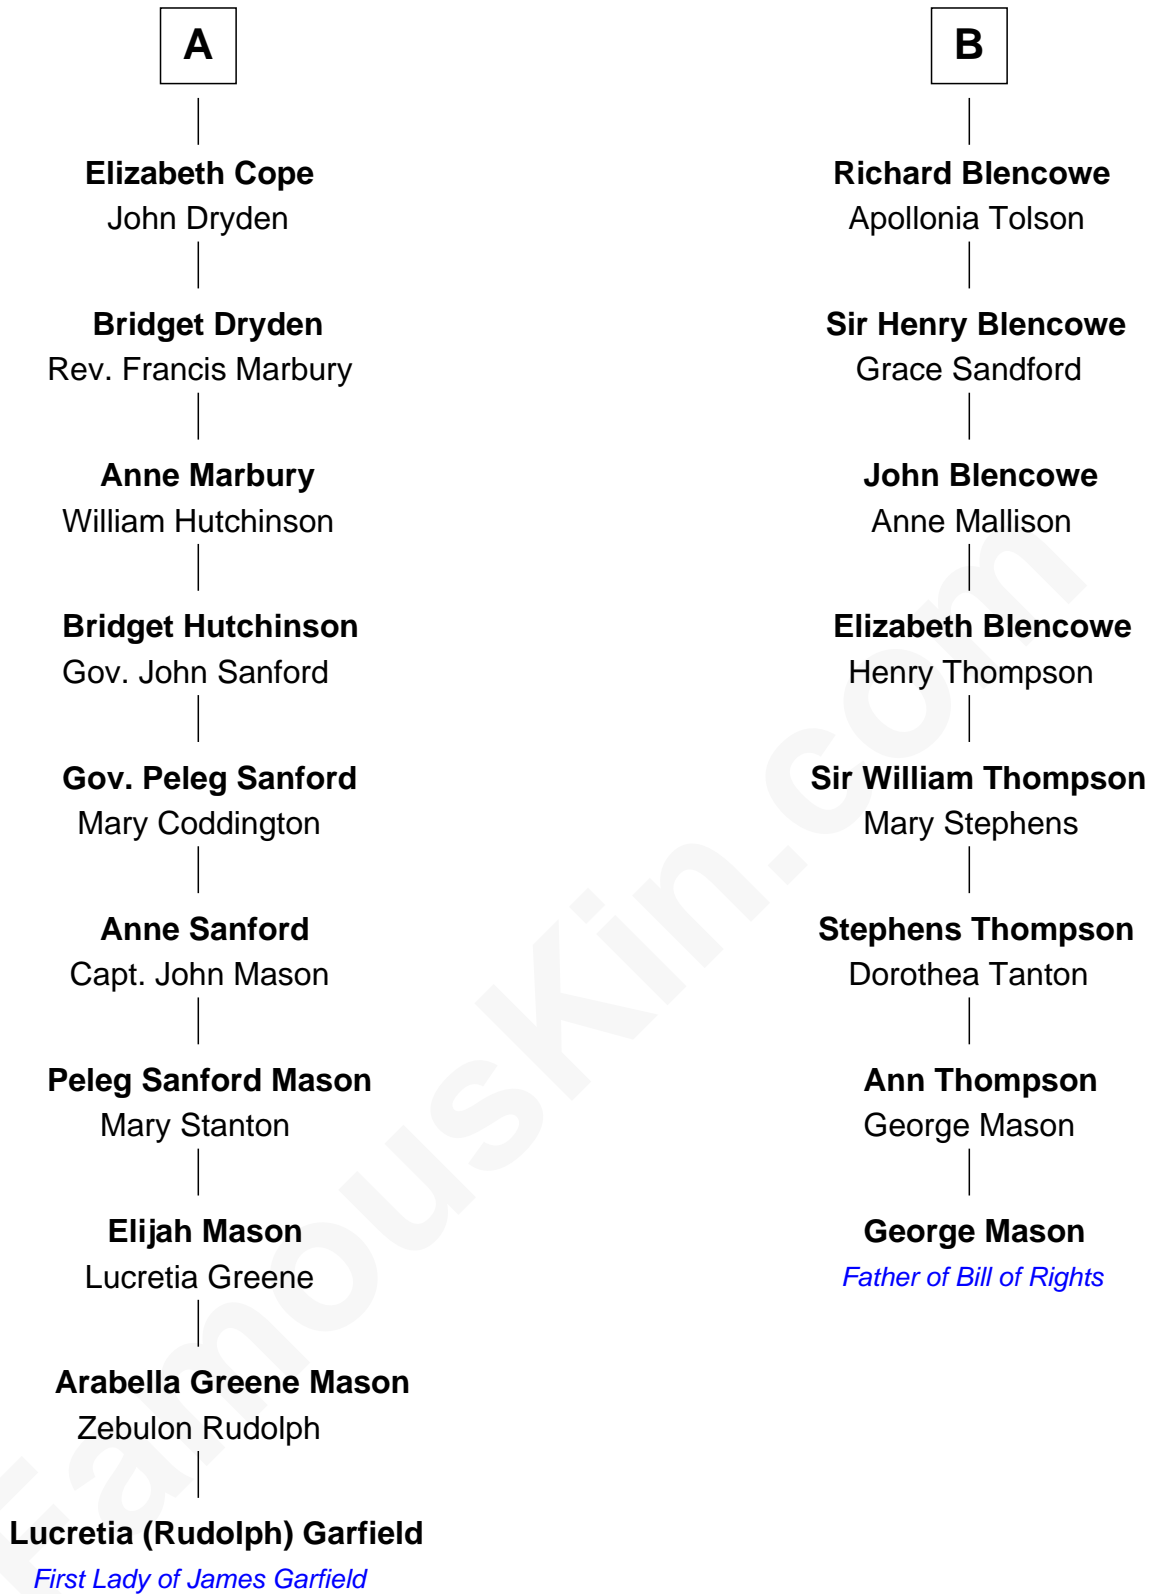 A
Elizabeth Cope
John Dryden
Bridget Dryden
Rev. Francis Marbury
Anne Marbury
William Hutchinson
Bridget Hutchinson
Gov. John Sanford
Gov. Peleg Sanford
Mary Coddington
Anne Sanford
Capt. John Mason
Peleg Sanford Mason
Mary Stanton
Elijah Mason
Lucretia Greene
Arabella Greene Mason
Zebulon Rudolph
Lucretia (Rudolph) Garfield
First Lady of James Garfield
B
Richard Blencowe
Apollonia Tolson
Sir Henry Blencowe
Grace Sandford
John Blencowe
Anne Mallison
Elizabeth Blencowe
Henry Thompson
Sir William Thompson
Mary Stephens
Stephens Thompson
Dorothea Tanton
Ann Thompson
George Mason
George Mason
Father of Bill of Rights
FamousKin.com